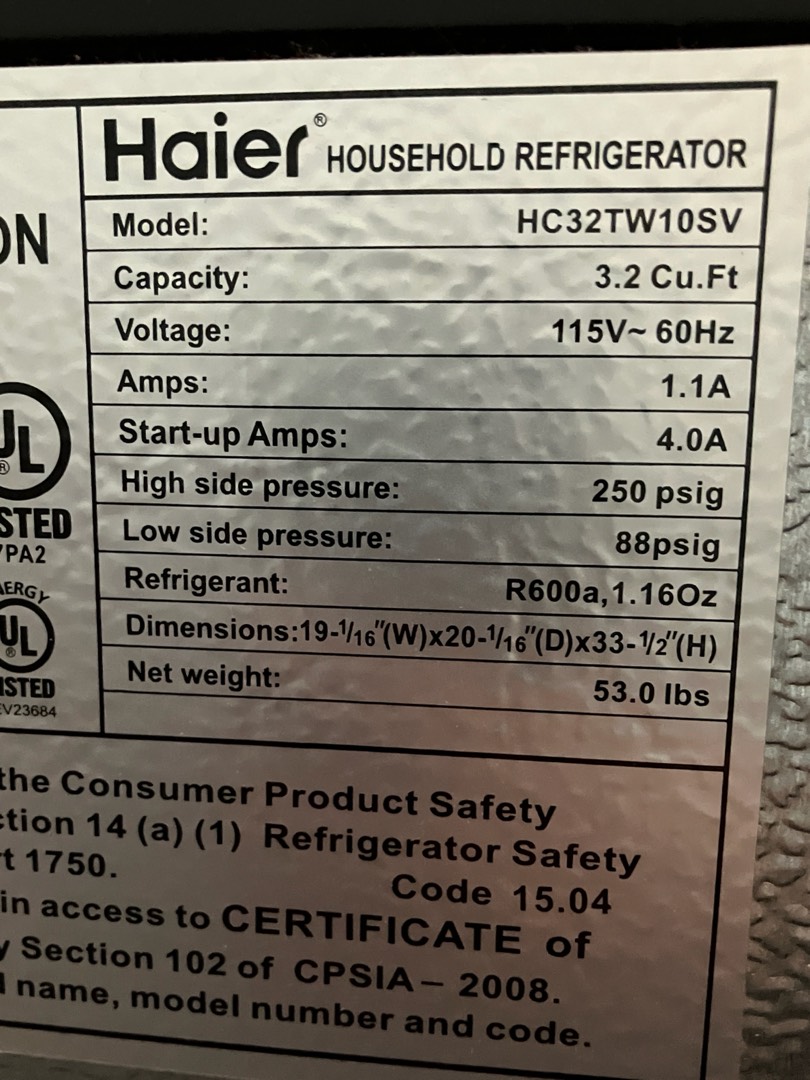 Haier® HOUSEHOLD REFRIGERATOR
Model: HC32TW10SV
Capacity: 3.2 Cu.Ft
Voltage: 115V~ 60Hz
Amps: 1.1A
Start-up Amps: 4.0A
High side pressure: 250 psig
Low side pressure: 88psig
Refrigerant: R600a,1.16Oz
Dimensions:19-1/16"(W)x20-1/16"(D)x33-1/2"(H)
Net weight: 53.0 lbs
ON
UL
®
STED
PA2
ERGY
UL
®
ISTED
V23684
the Consumer Product Safety
ction 14 (a) (1) Refrigerator Safety
t 1750.
Code 15.04
in access to CERTIFICATE of
y Section 102 of CPSIA – 2008.
name, model number and code.